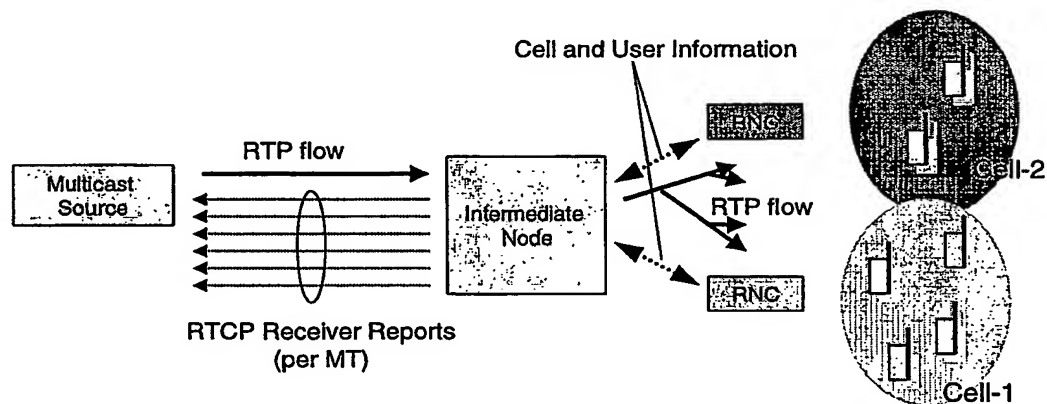 Cell and User Information
RNC
RTP flow
Multicast
Source
Intermediate
Node
Cell-2
RTP flow
RNC
RTCP Receiver Reports
(per MT)
Cell-1